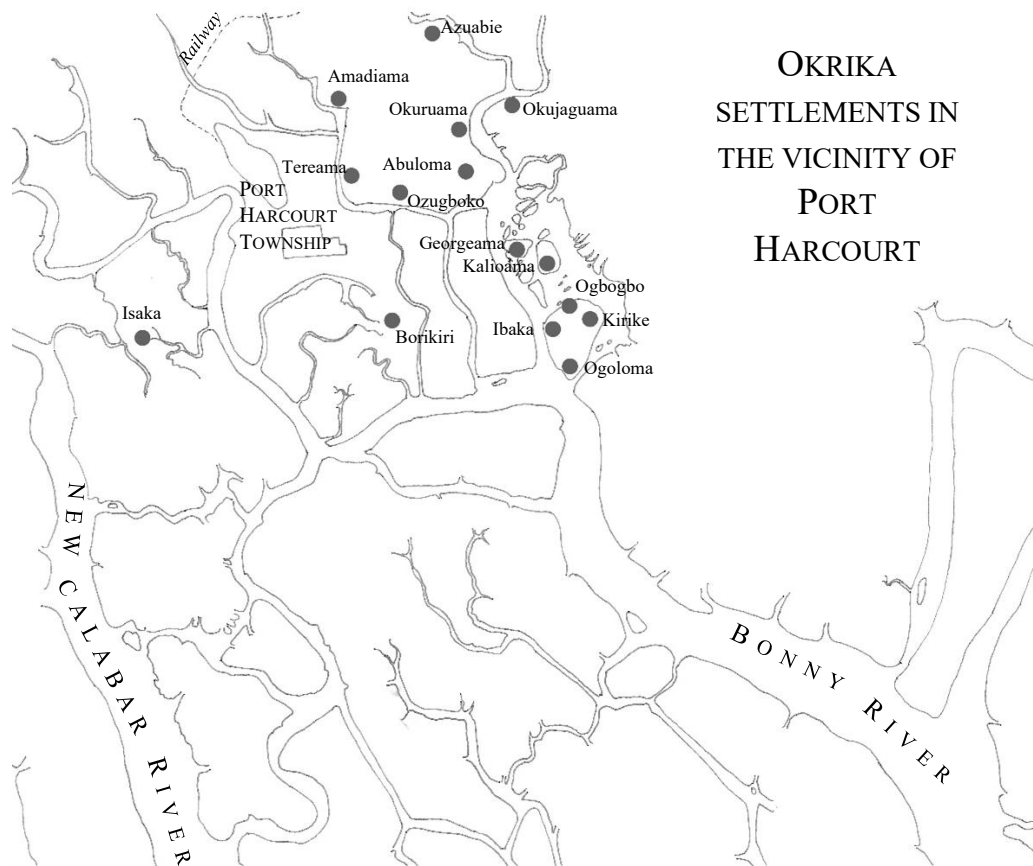 OKRIKA
SETTLEMENTS IN
THE VICINITY OF
PORT
HARCOURT
Azuabie
Railway
Amadiama
Okuruama
Okujaguama
Tereama
Abuloma
PORT
HARCOURT
TOWNSHIP
Ozugboko
Georgeama
Kalioama
Ogbogbo
Isaka
Borikiri
Ibaka
Kirike
Ogoloma
NEW CALABAR RIVER
BONNY RIVER